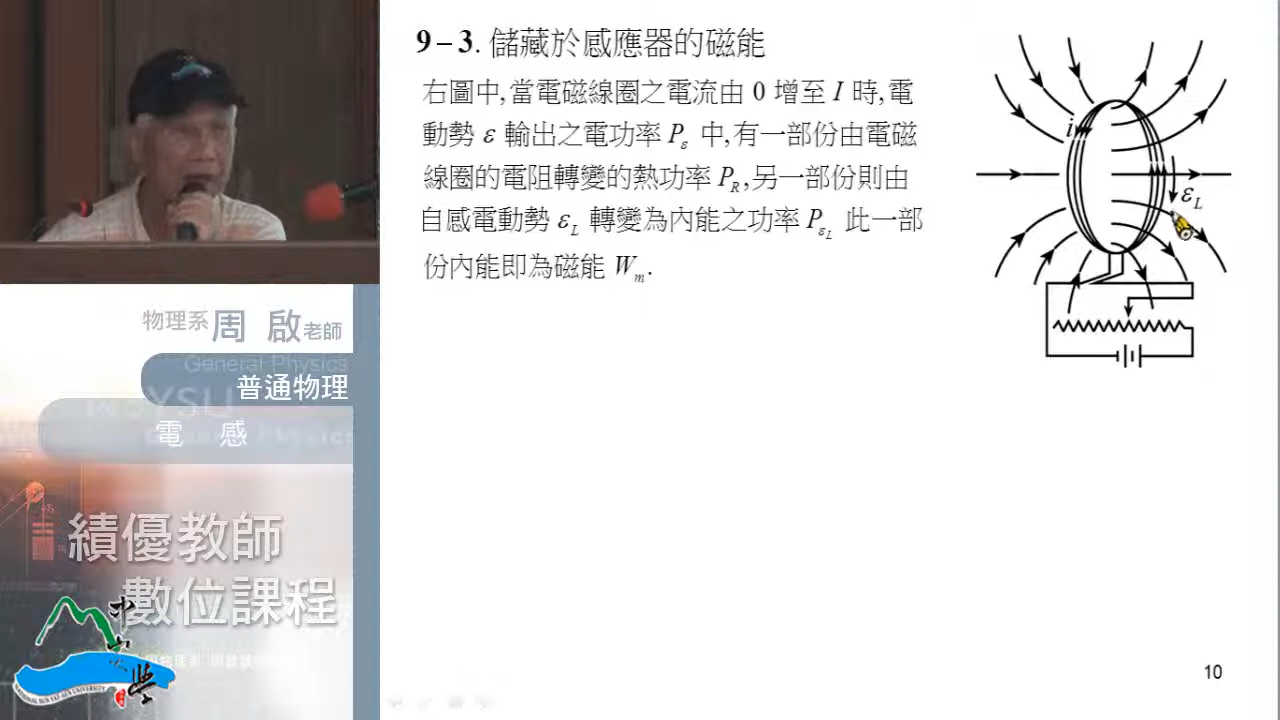 9-3. 儲藏於感應器的磁能
右圖中,當電磁線圈之電流由 0 增至 I 時,電
動勢 ε 輸出之電功率 Pε 中,有一部份由電磁
線圈的電阻轉變的熱功率 PR,另一部份則由
自感電動勢 εL 轉變為內能之功率 PεL 此一部
份內能即為磁能 Wm.
i
εL
物理系 周 啟 老師
General Physics
普通物理
電 感
績優教師
數位課程
NATIONAL SUN YAT-SEN UNIVERSITY
10